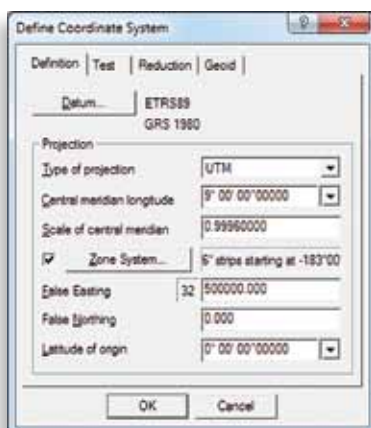 Define Coordinate System
Definition Test Reduction Geoid
Datum... ETRS89
GRS 1980
Projection
Type of projection UTM
Central meridian longitude 9° 00' 00"00000
Scale of central meridian 0.99960000
Zone System... 6° strips starting at -183°00
False Easting 32 500000.000
False Northing 0.000
Latitude of origin 0° 00' 00"00000
OK Cancel